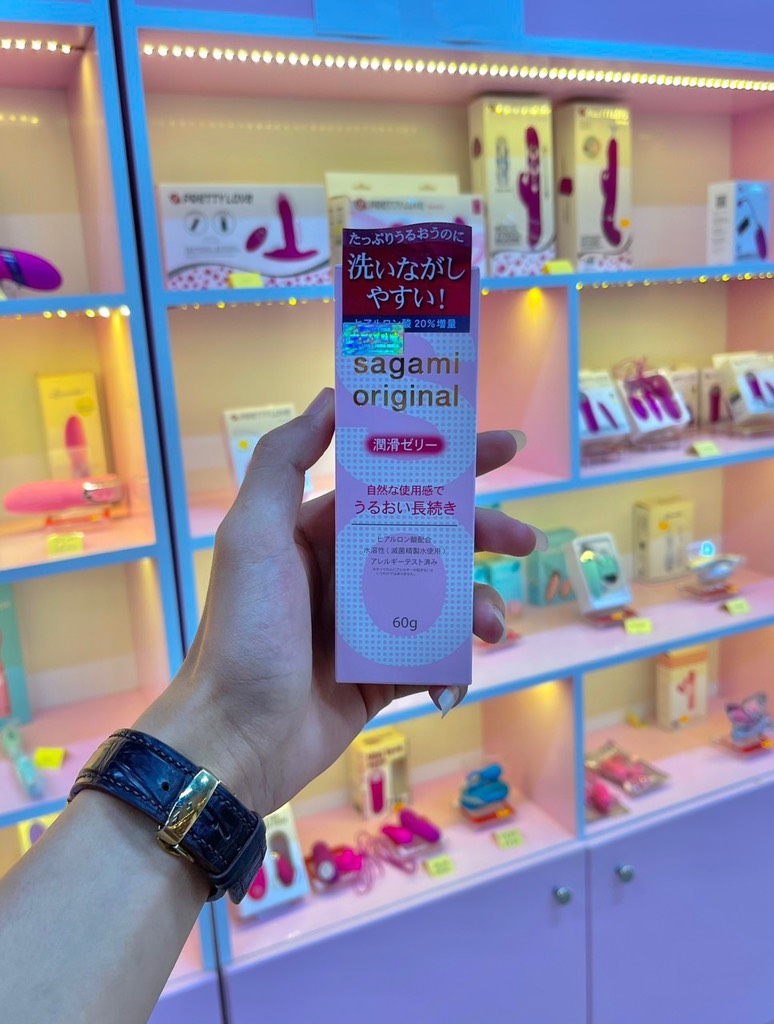 PRETTY LOVE
たっぷりうるおうのに
洗いながし
やすい!
ヒアルロン酸 20%増量
sagami
original
潤滑ゼリー
自然な使用感で
うるおい長続き
ヒアルロン酸配合
水溶性(滅菌精製水使用)
アレルギーテスト済み
60g